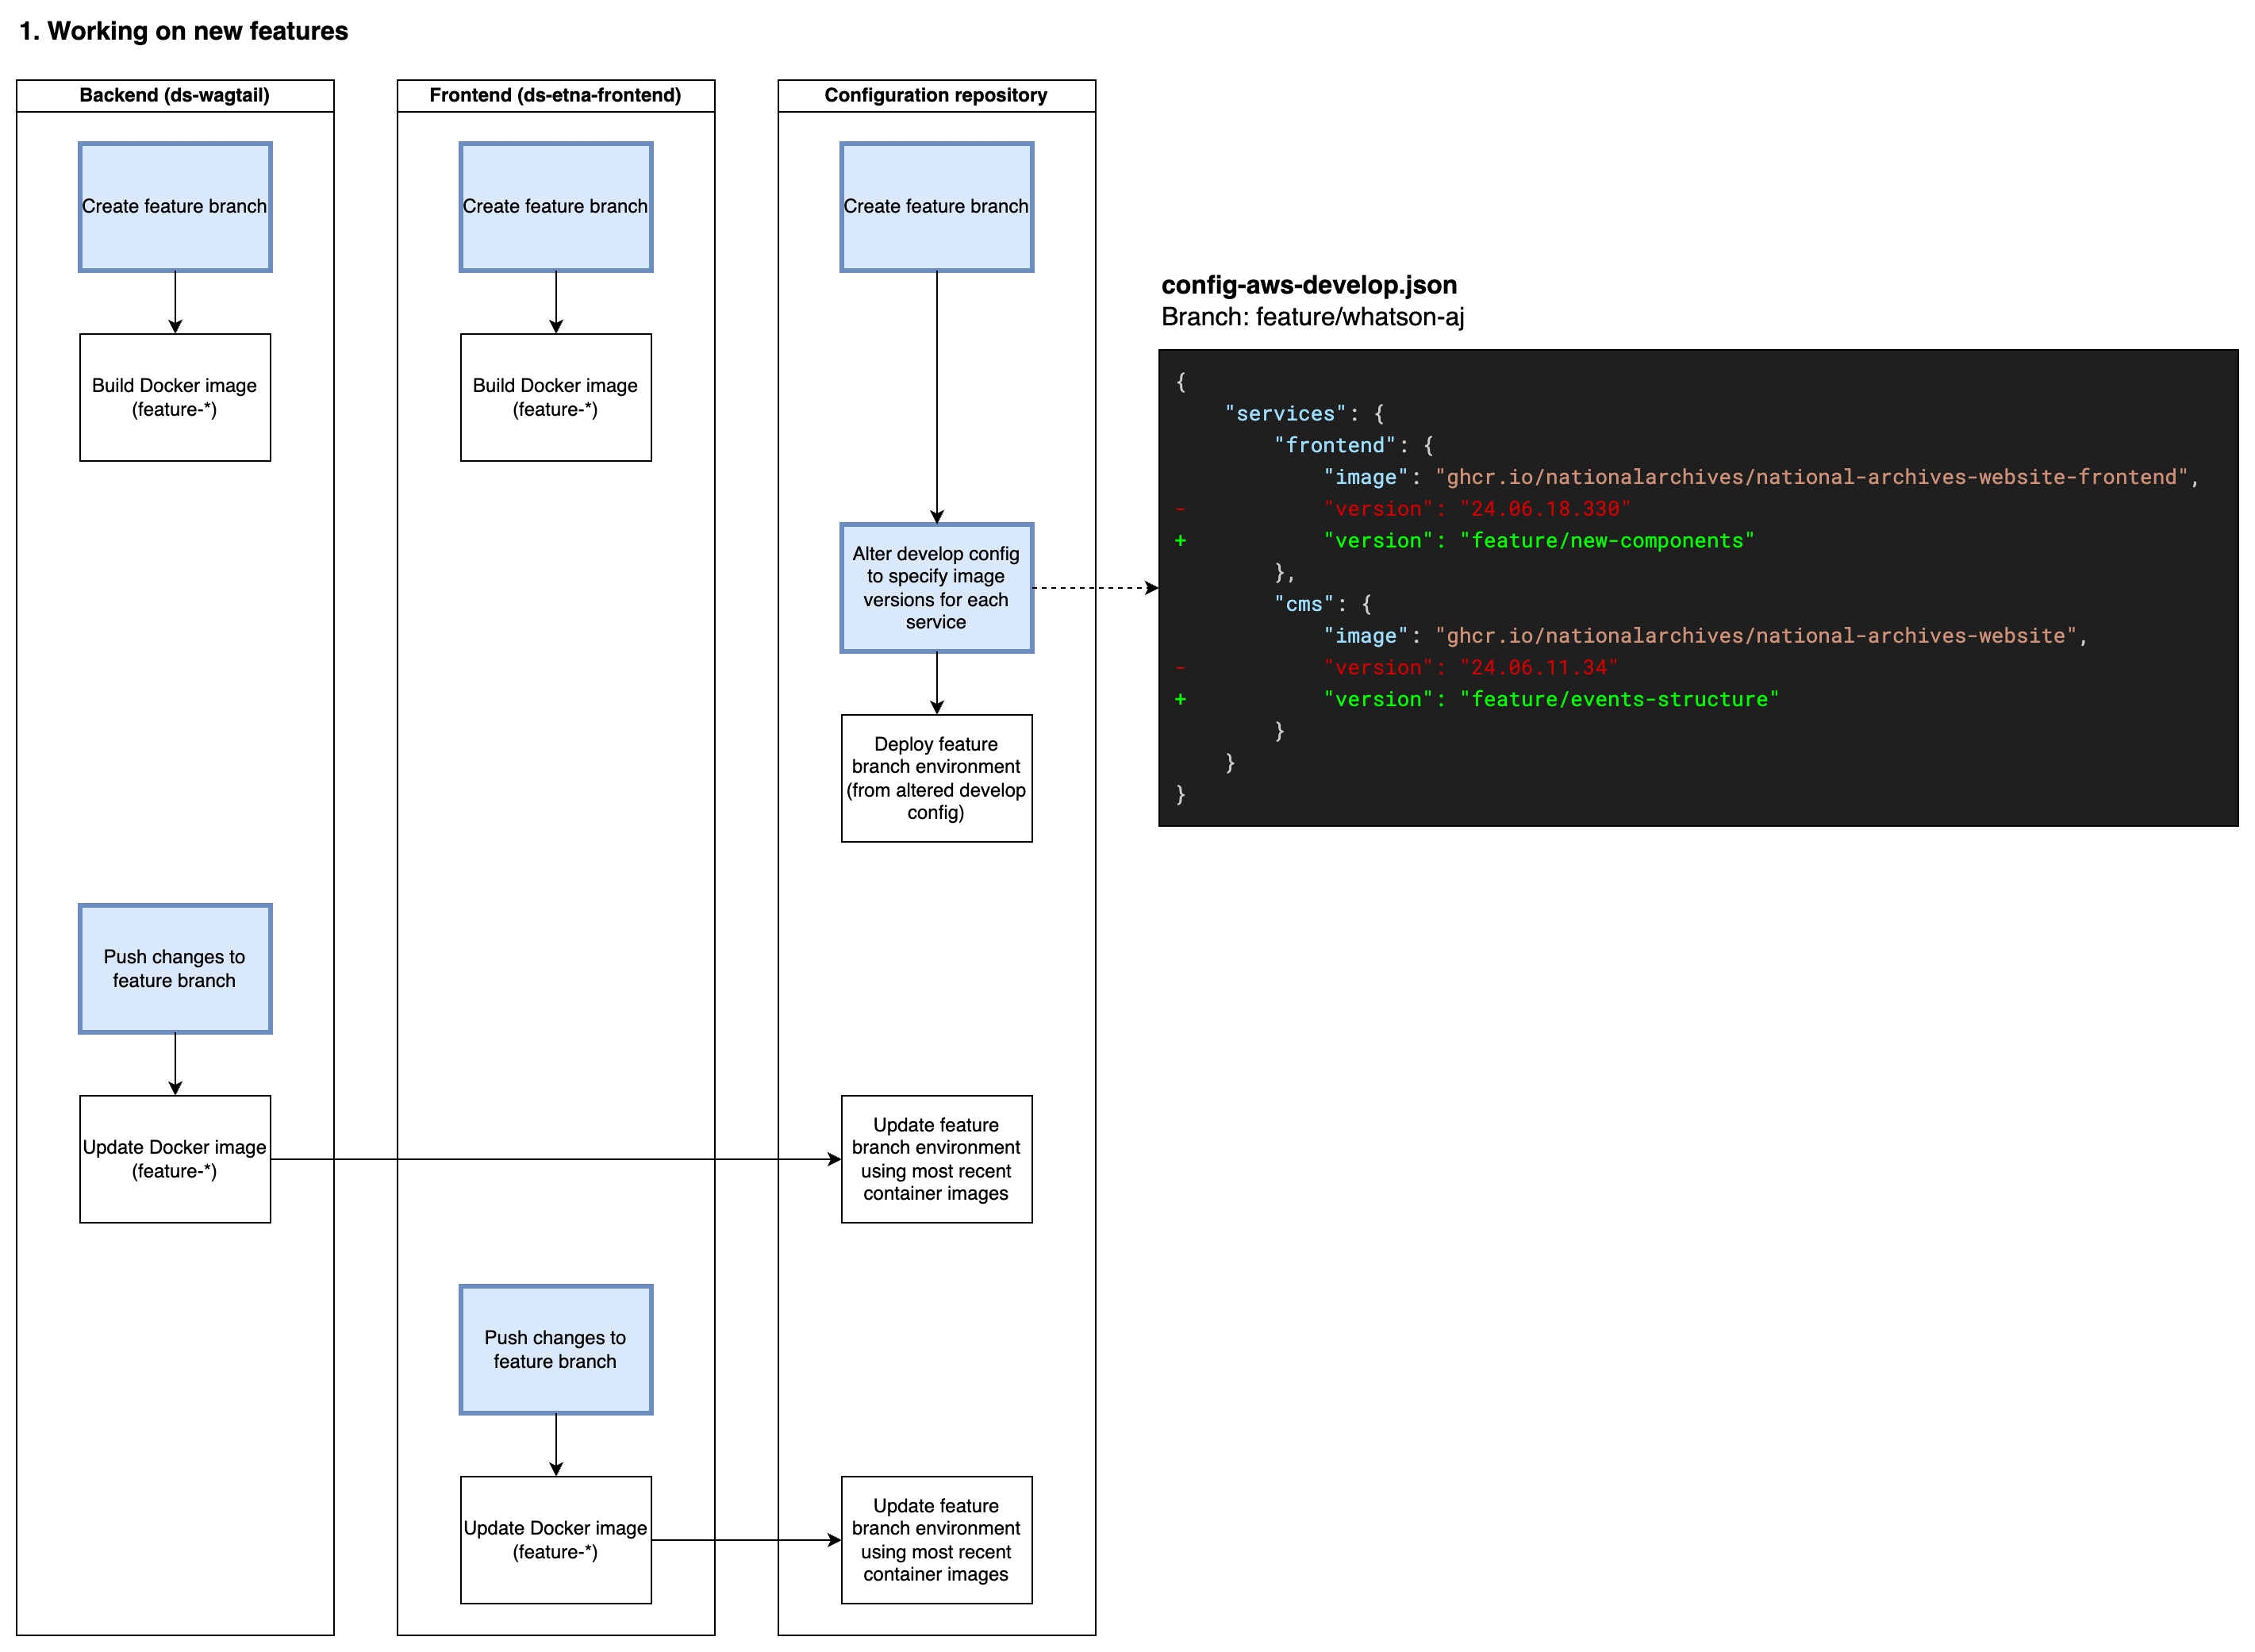 1. Working on new features
Backend (ds-wagtail)
Frontend (ds-etna-frontend)
Configuration repository
Create feature branch
Create feature branch
Create feature branch
Build Docker image
(feature-*)
Build Docker image
(feature-*)
Alter develop config
to specify image
versions for each
service
Deploy feature
branch environment
(from altered develop
config)
config-aws-develop.json
Branch: feature/whatson-aj
{
"services": {
"frontend": {
"image": "ghcr.io/nationalarchives/national-archives-website-frontend",
- "version": "24.06.18.330"
+ "version": "feature/new-components"
},
"cms": {
"image": "ghcr.io/nationalarchives/national-archives-website",
- "version": "24.06.11.34"
+ "version": "feature/events-structure"
}
}
}
Push changes to
feature branch
Update Docker image
(feature-*)
Update feature
branch environment
using most recent
container images
Push changes to
feature branch
Update Docker image
(feature-*)
Update feature
branch environment
using most recent
container images